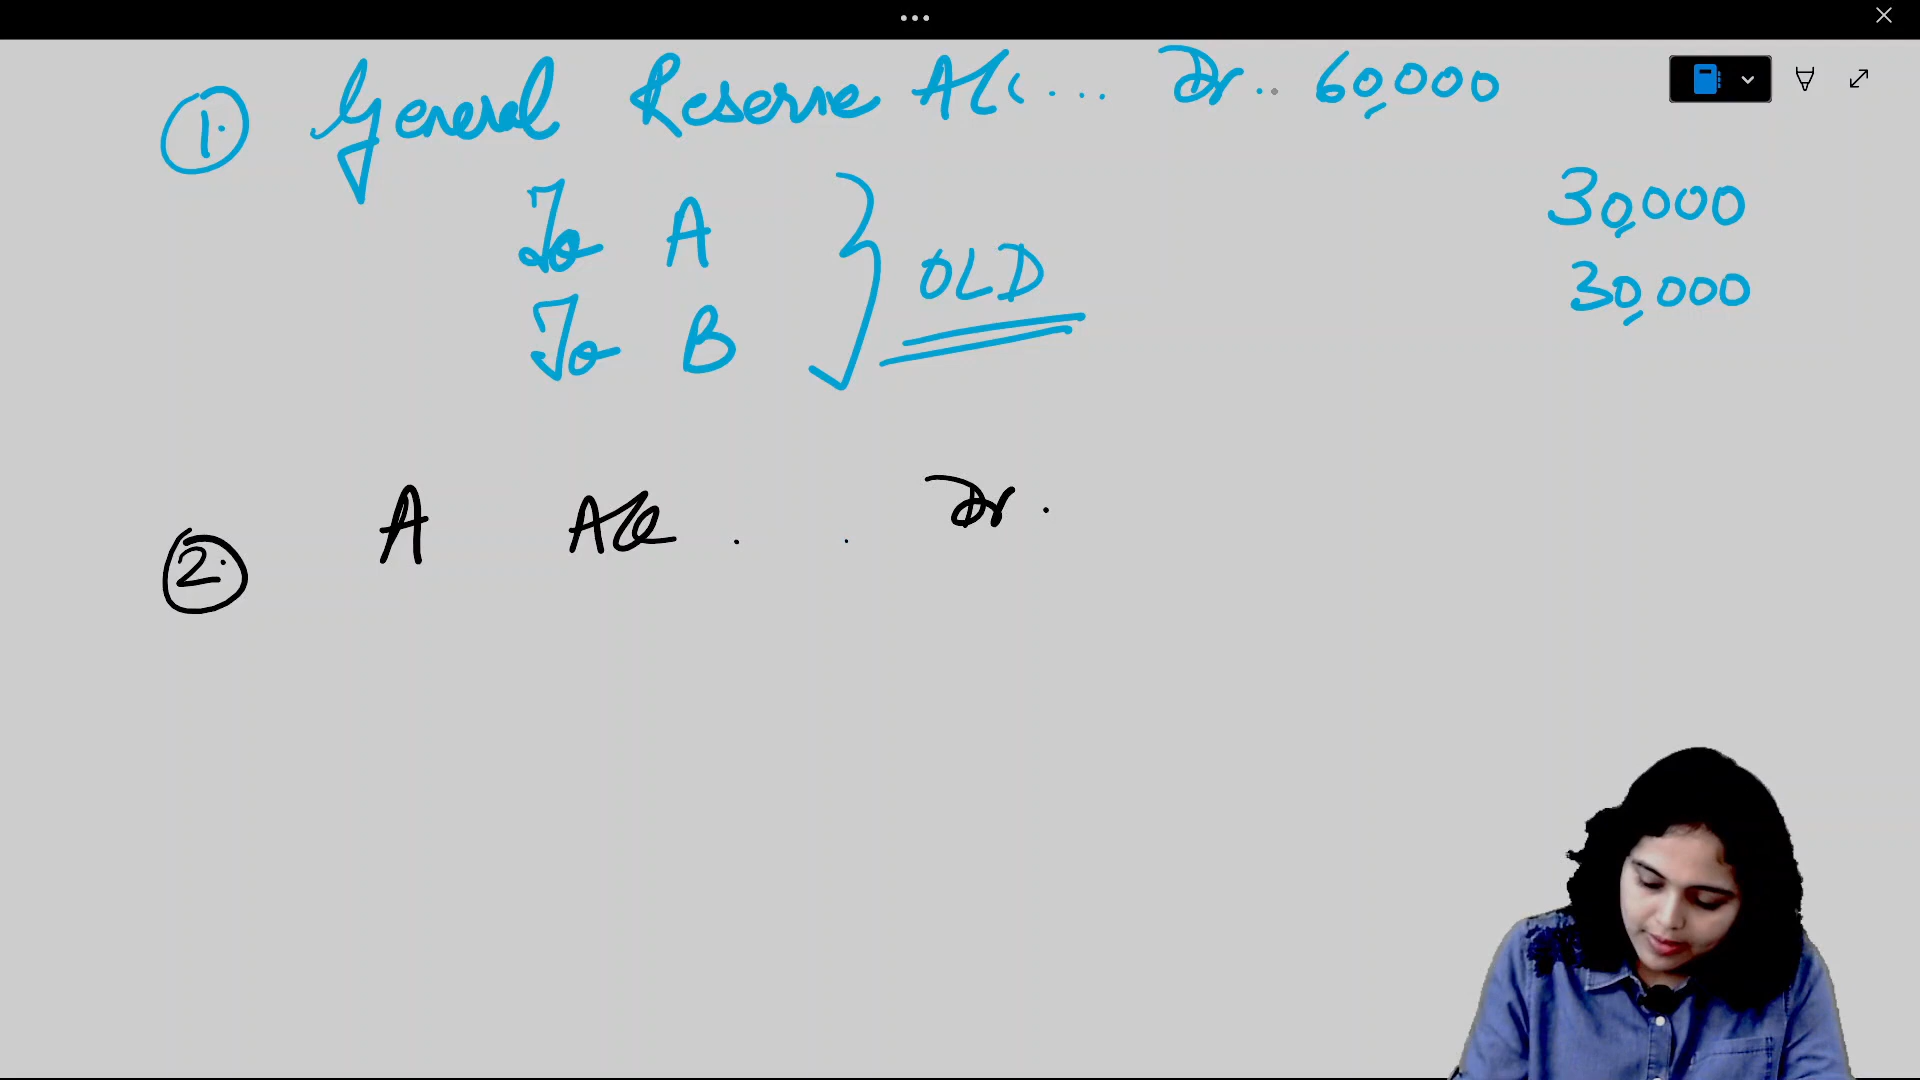 1. General Reserve A/c ... Dr.. 60,000
To A 30,000
OLD
To B 30,000
2. A A/c . . Dr.